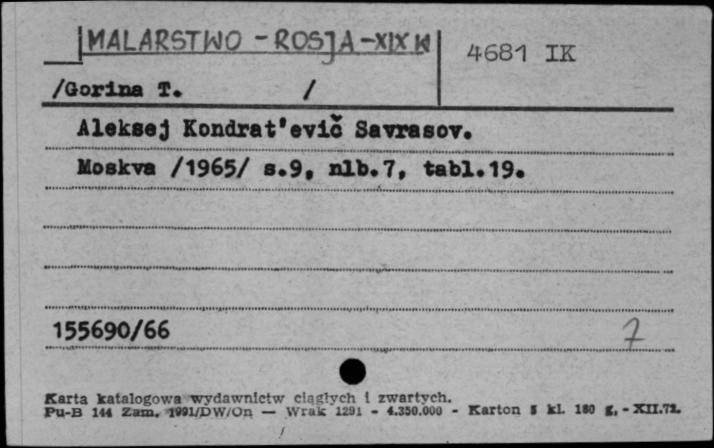 MALARSTWO - ROSJA - XIX W
4681 IK
/Gorina T. /
Aleksej Kondrat'evič Savrasov.
Moskva /1965/ s.9, nlb.7, tabl.19.
155690/66
7
Karta katalogowa wydawnictw ciągłych i zwartych.
Pu-B 144 Zam. 1991/DW/On — Wrak 1291 - 4.350.000 - Karton 5 kl. 180 g. - XII.72.